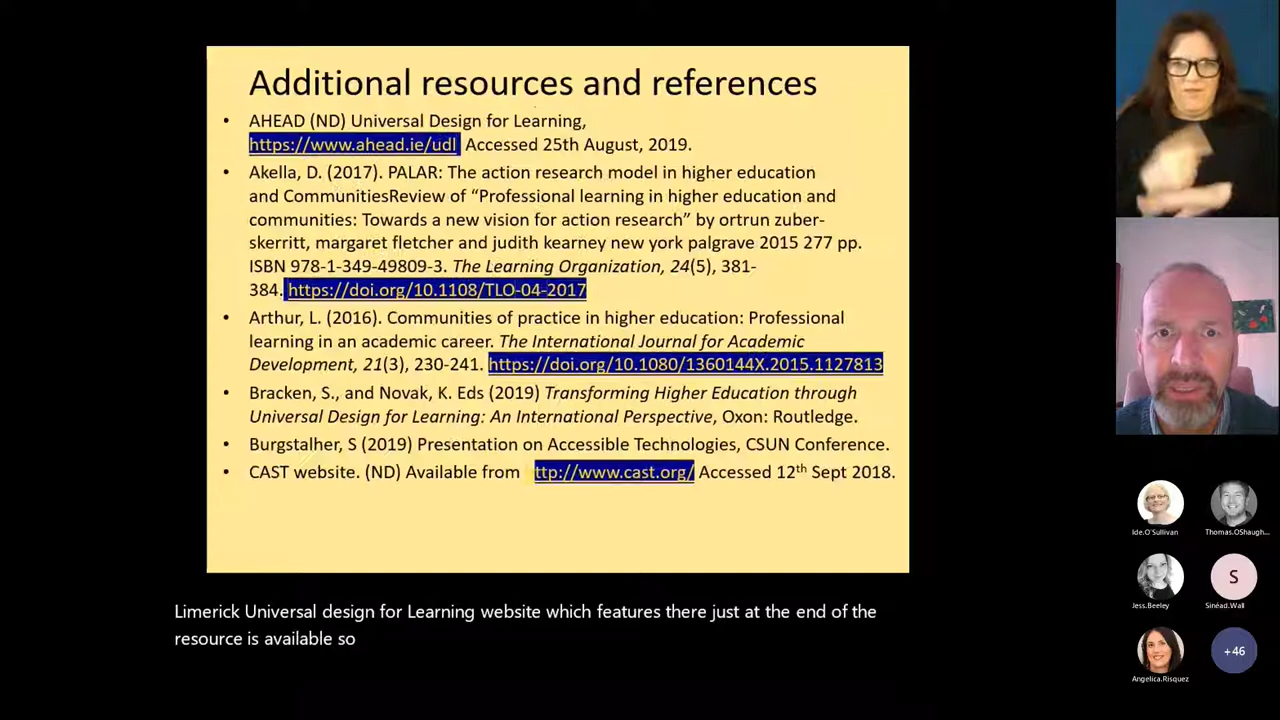 Additional resources and references
• AHEAD (ND) Universal Design for Learning,
https://www.ahead.ie/udl Accessed 25th August, 2019.
• Akella, D. (2017). PALAR: The action research model in higher education
and CommunitiesReview of “Professional learning in higher education and
communities: Towards a new vision for action research” by ortrun zuber-
skerritt, margaret fletcher and judith kearney new york palgrave 2015 277 pp.
ISBN 978-1-349-49809-3. The Learning Organization, 24(5), 381-
384. https://doi.org/10.1108/TLO-04-2017
• Arthur, L. (2016). Communities of practice in higher education: Professional
learning in an academic career. The International Journal for Academic
Development, 21(3), 230-241. https://doi.org/10.1080/1360144X.2015.1127813
• Bracken, S., and Novak, K. Eds (2019) Transforming Higher Education through
Universal Design for Learning: An International Perspective, Oxon: Routledge.
• Burgstalher, S (2019) Presentation on Accessible Technologies, CSUN Conference.
• CAST website. (ND) Available from ttp://www.cast.org/ Accessed 12th Sept 2018.
Limerick Universal design for Learning website which features there just at the end of the
resource is available so
Ide.O'Sullivan
Thomas.OShaugh...
Jess.Beeley
S
Sinéad.Wall
Angelica.Risquez
+46